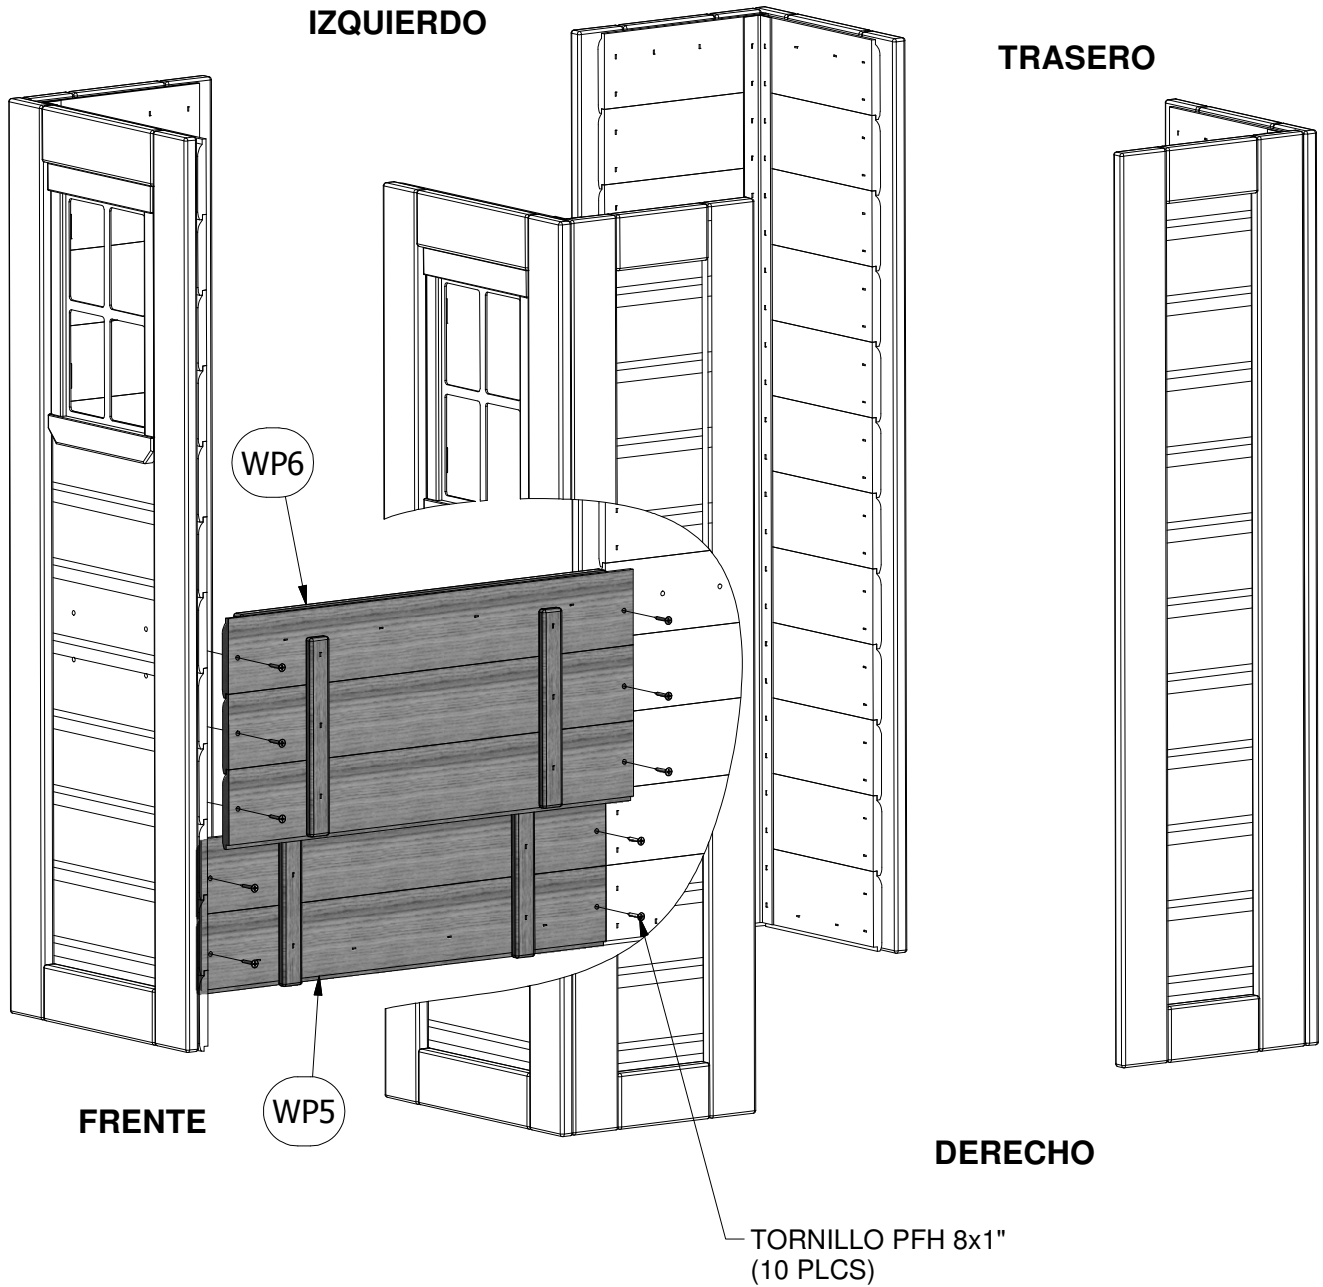 IZQUIERDO
TRASERO
WP6
FRENTE
WP5
DERECHO
TORNILLO PFH 8x1"
(10 PLCS)